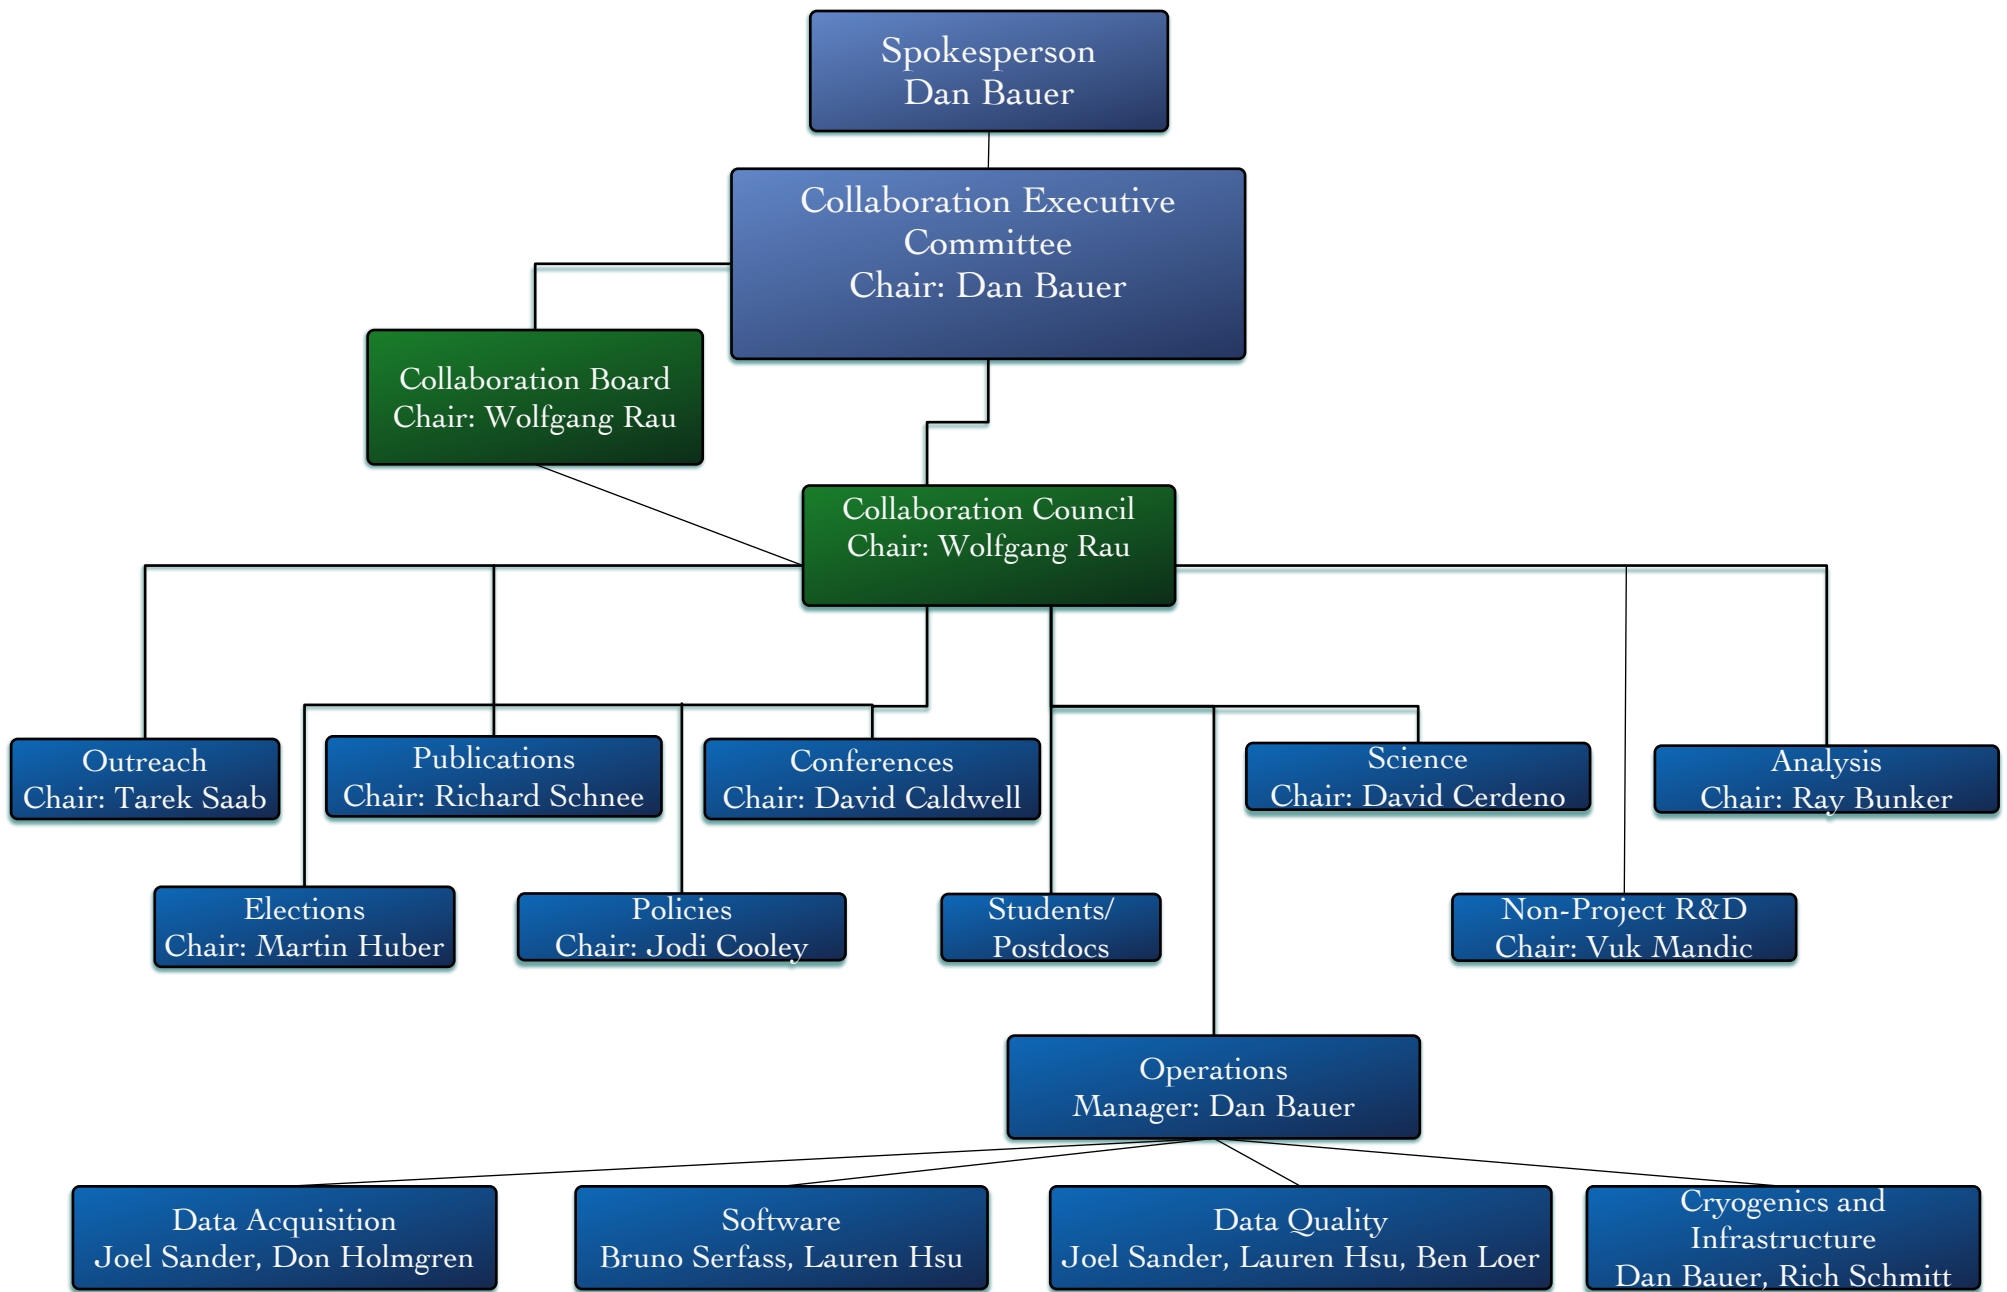 Spokesperson
Dan Bauer
Collaboration Executive
Committee
Chair: Dan Bauer
Collaboration Board
Chair: Wolfgang Rau
Collaboration Council
Chair: Wolfgang Rau
Outreach
Chair: Tarek Saab
Publications
Chair: Richard Schnee
Conferences
Chair: David Caldwell
Science
Chair: David Cerdeno
Analysis
Chair: Ray Bunker
Elections
Chair: Martin Huber
Policies
Chair: Jodi Cooley
Students/
Postdocs
Non-Project R&D
Chair: Vuk Mandic
Operations
Manager: Dan Bauer
Data Acquisition
Joel Sander, Don Holmgren
Software
Bruno Serfass, Lauren Hsu
Data Quality
Joel Sander, Lauren Hsu, Ben Loer
Cryogenics and
Infrastructure
Dan Bauer, Rich Schmitt